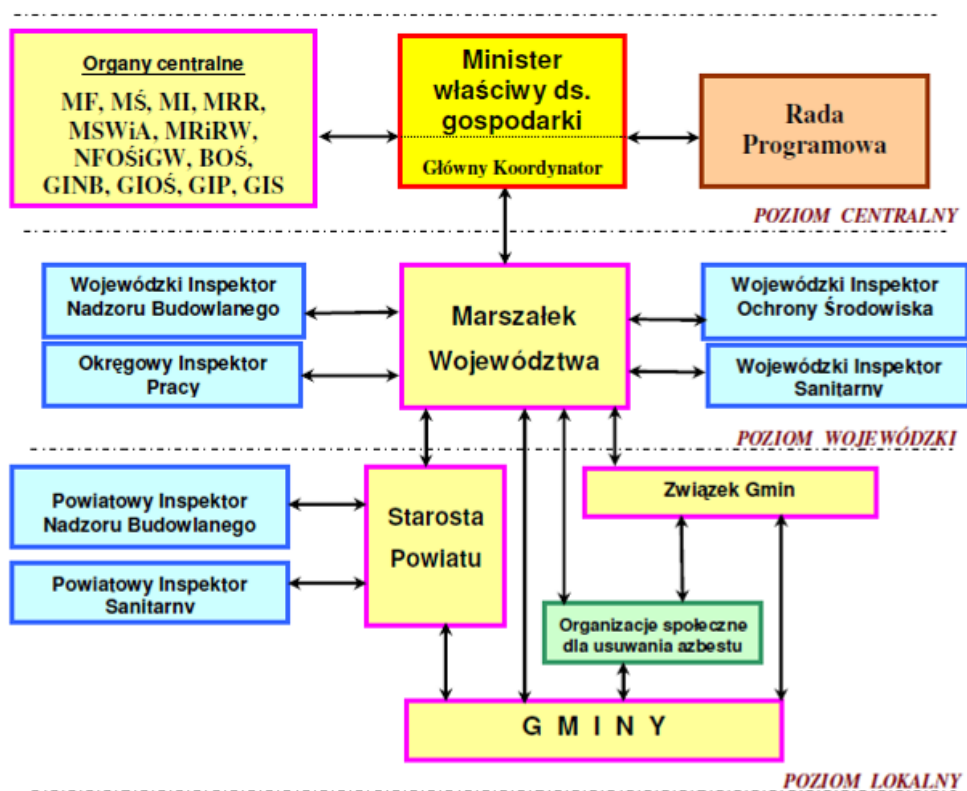 Organy centralne
MF, MŚ, MI, MRR,
MSWiA, MRiRW,
NFOŚiGW, BOŚ,
GINB, GIOŚ, GIP, GIS
Minister
właściwy ds.
gospodarki
Główny Koordynator
Rada
Programowa
POZIOM CENTRALNY
Wojewódzki Inspektor
Nadzoru Budowlanego
Okręgowy Inspektor
Pracy
Marszałek
Województwa
Wojewódzki Inspektor
Ochrony Środowiska
Wojewódzki Inspektor
Sanitarny
POZIOM WOJEWÓDZKI
Powiatowy Inspektor
Nadzoru Budowlanego
Powiatowy Inspektor
Sanitarny
Starosta
Powiatu
Związek Gmin
Organizacje społeczne
dla usuwania azbestu
G M I N Y
POZIOM LOKALNY